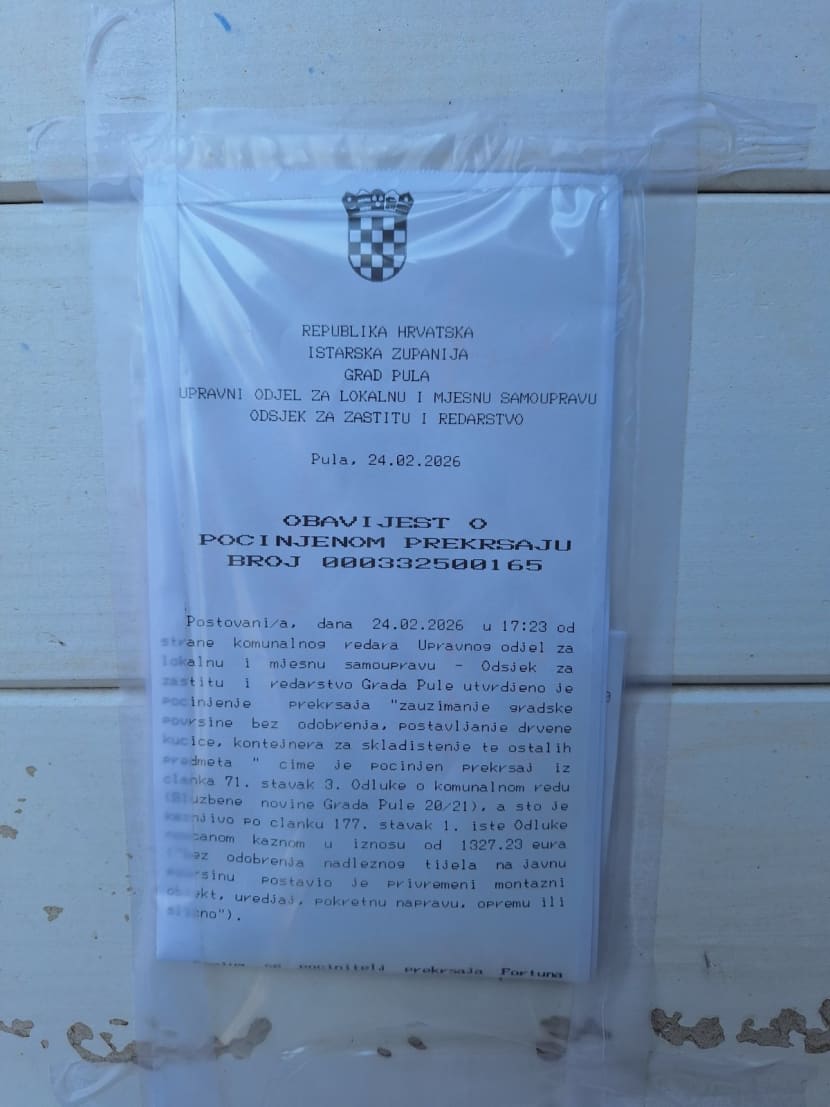 REPUBLIKA HRVATSKA
ISTARSKA ZUPANIJA
GRAD PULA
UPRAVNI ODJEL ZA LOKALNU I MJESNU SAMOUPRAVU
ODSJEK ZA ZASTITU I REDARSTVO
Pula, 24.02.2026
OBAVIJEST O
POCINJENOM PREKRSAJU
BROJ 000332500165
Postovani/a, dana 24.02.2026 u 17:23 od
strane komunalnog redara Upravnog odjel za
lokalnu i mjesnu samoupravu - Odsjek za
zastitu i redarstvo Grada Pule utvrdjeno je
pocinjenje prekrsaja "zauzimanje gradske
povrsine bez odobrenja, postavljanje drvene
kucice, kontejnera za skladistenje te ostalih
predmeta " cime je pocinjen prekrsaj iz
clanka 71. stavak 3. Odluke o komunalnom redu
novine Grada Pule 20/21), a sto je
kaznjivo po clanku 177. stavak 1. iste Odluke
novcanom kaznom u iznosu od 1327.23 eura
("bez odobrenja nadleznog tijela na javnu
povrsinu postavio je privremeni montazni
objekt, uredjaj, pokretnu napravu, opremu ili
slicno").
pocinitelj prekrsaja Fortuna